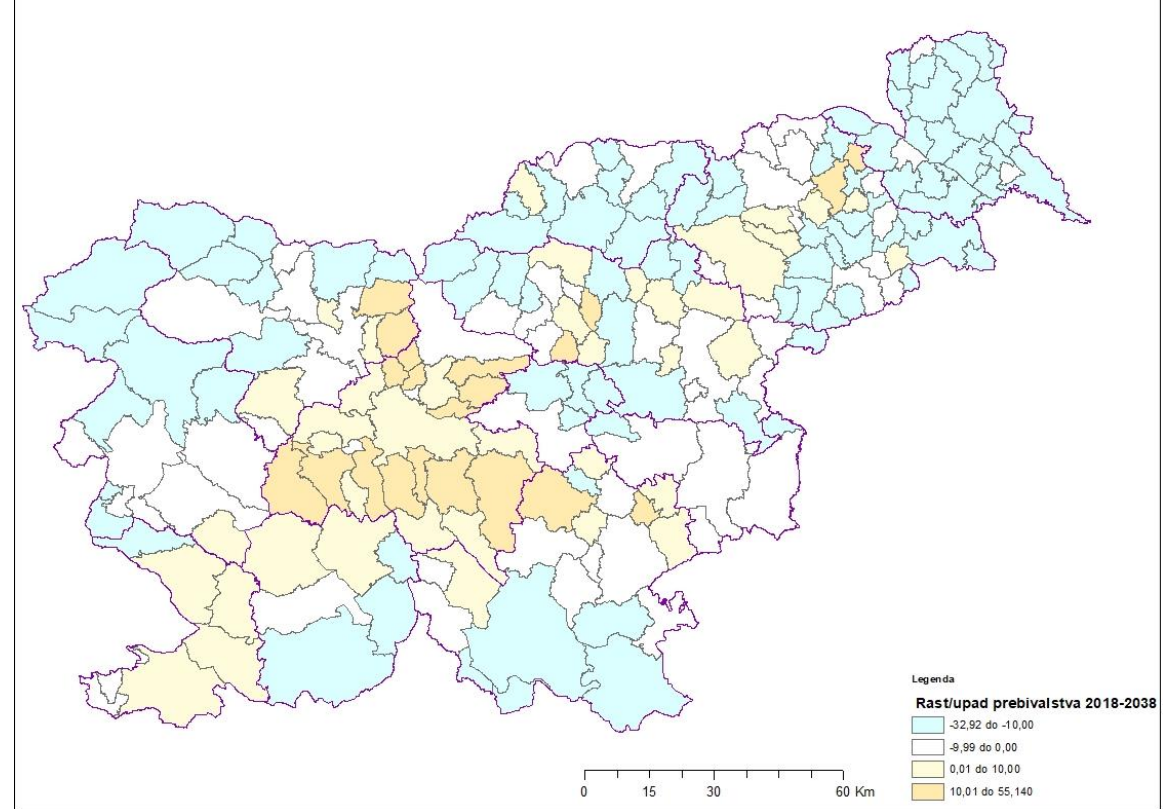 Legenda
Rast/upad prebivalstva 2018-2038
-32,92 do -10,00
-9,99 do 0,00
0,01 do 10,00
10,01 do 55,140
0 15 30 60 Km